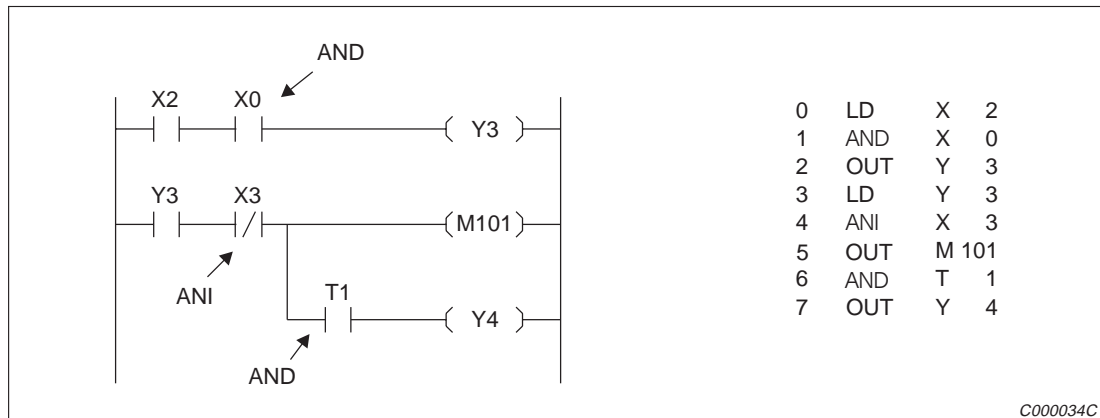 AND
X2 X0
Y3
Y3 X3
M101
ANI
T1
Y4
AND
0 LD X 2
1 AND X 0
2 OUT Y 3
3 LD Y 3
4 ANI X 3
5 OUT M 101
6 AND T 1
7 OUT Y 4
C000034C